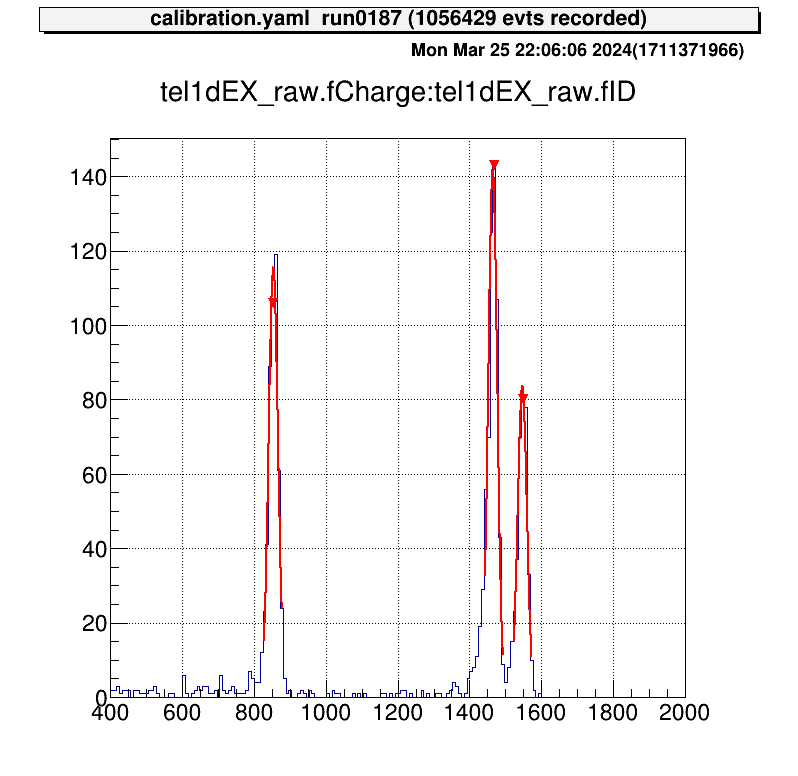 calibration.yaml run0187 (1056429 evts recorded)
Mon Mar 25 22:06:06 2024(1711371966)
tel1dEX_raw.fCharge:tel1dEX_raw.fID
140
120
100
80
60
40
20
0
400 600 800 1000 1200 1400 1600 1800 2000